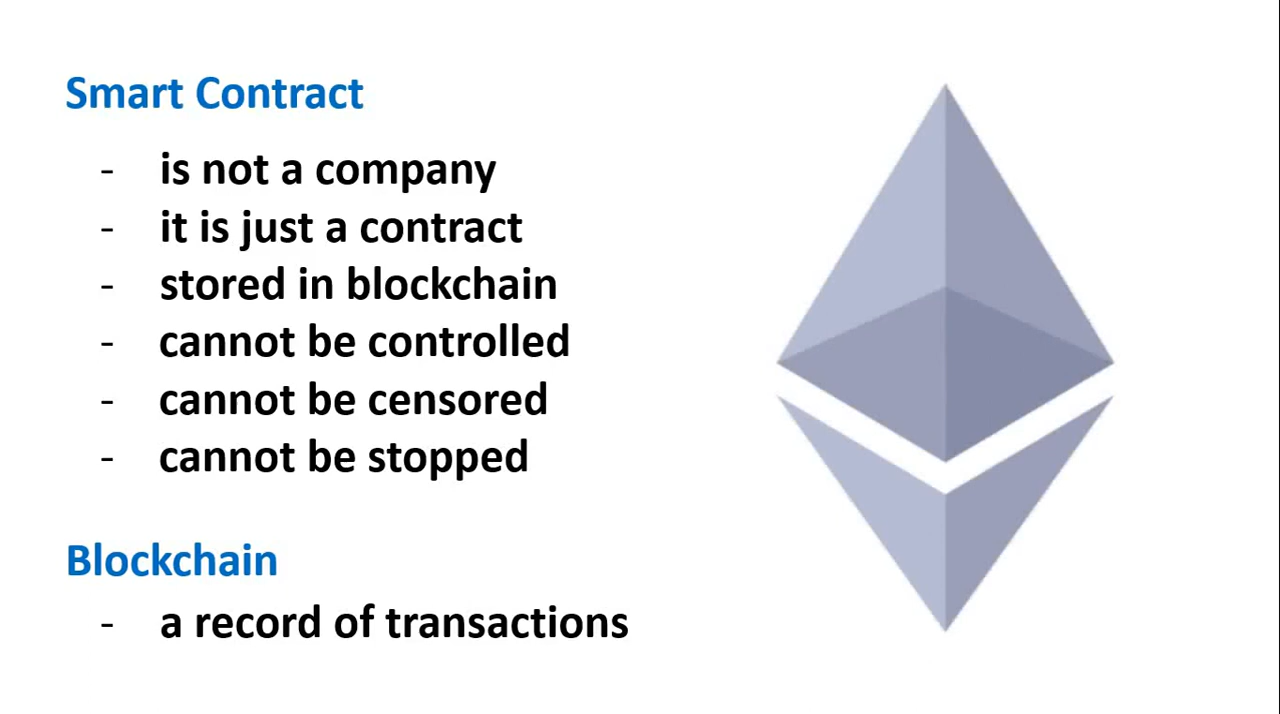 Smart Contract
- is not a company
- it is just a contract
- stored in blockchain
- cannot be controlled
- cannot be censored
- cannot be stopped
Blockchain
- a record of transactions